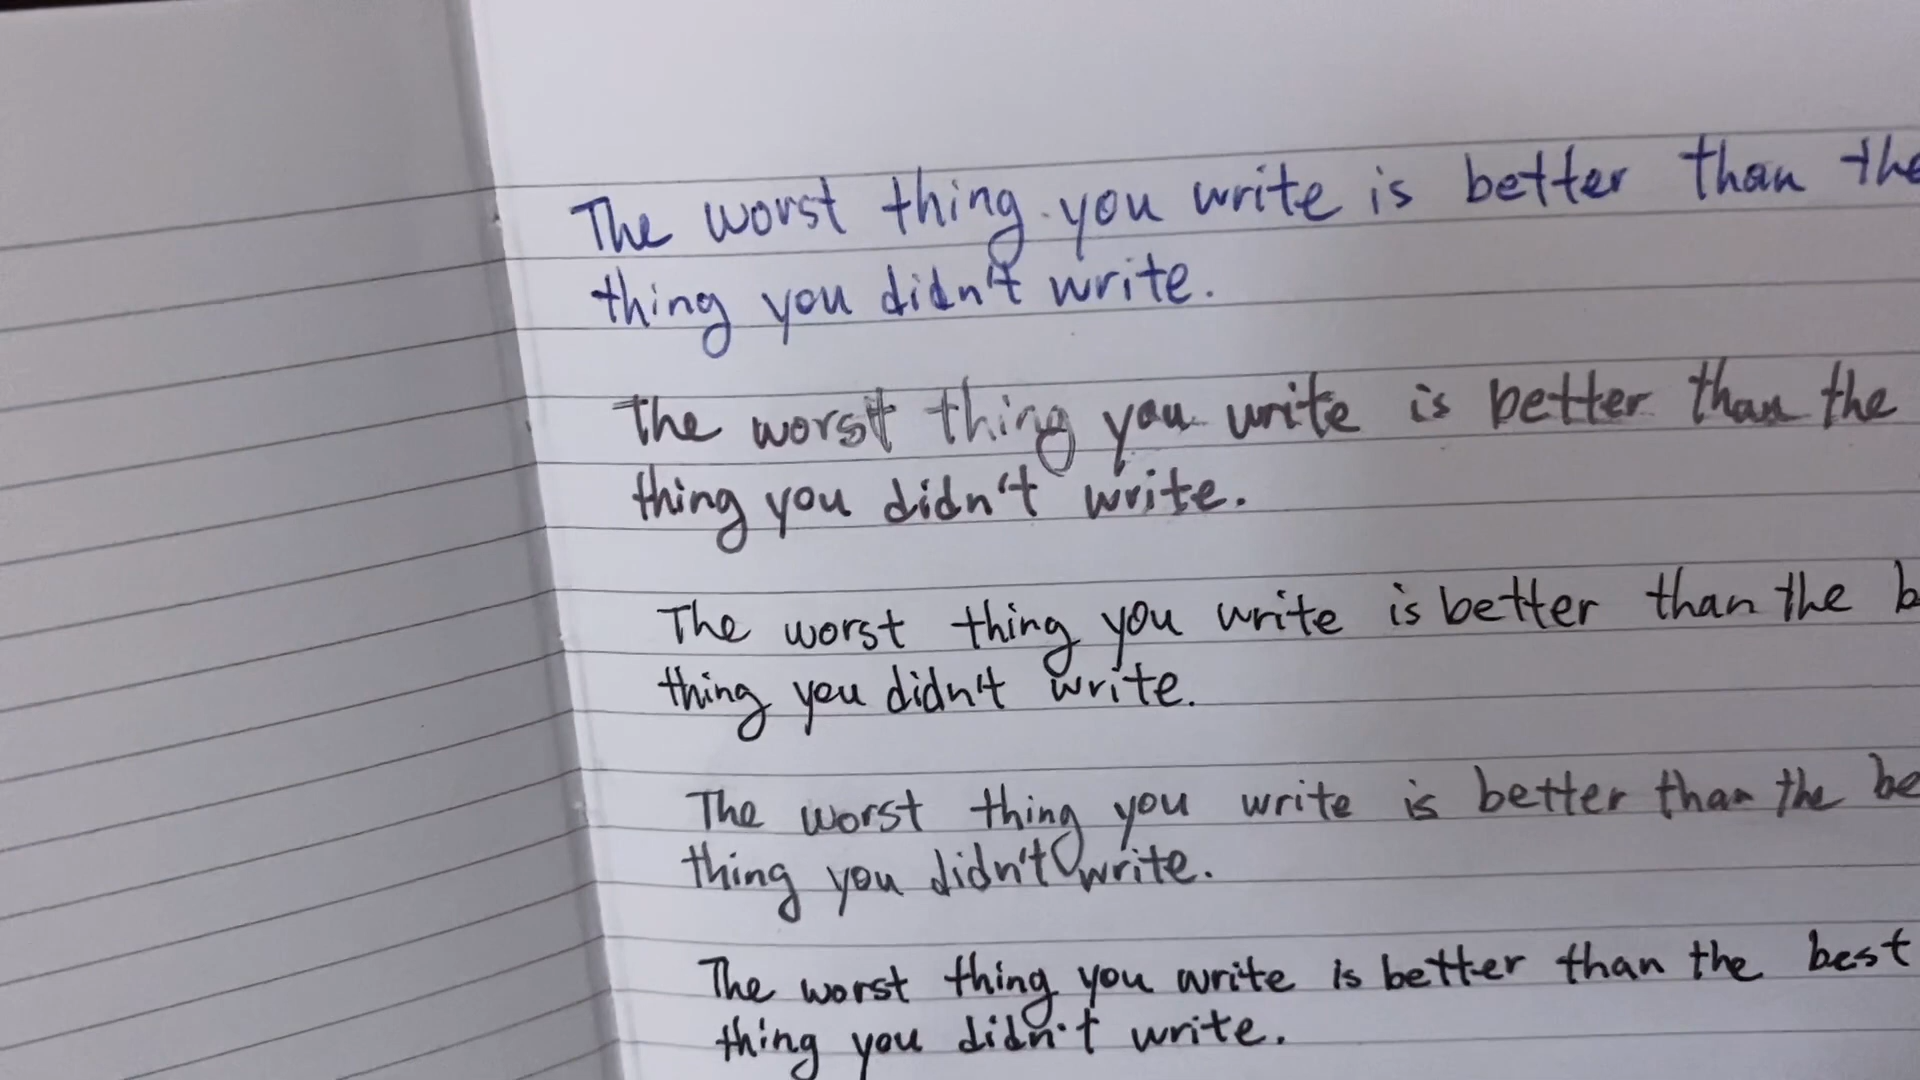 The worst thing you write is better than the
thing you didn't write.
The worst thing you write is better than the
thing you didn't write.
The worst thing you write is better than the b
thing you didn't write.
The worst thing you write is better than the be
thing you didn't write.
The worst thing you write is better than the best
thing you didn't write.